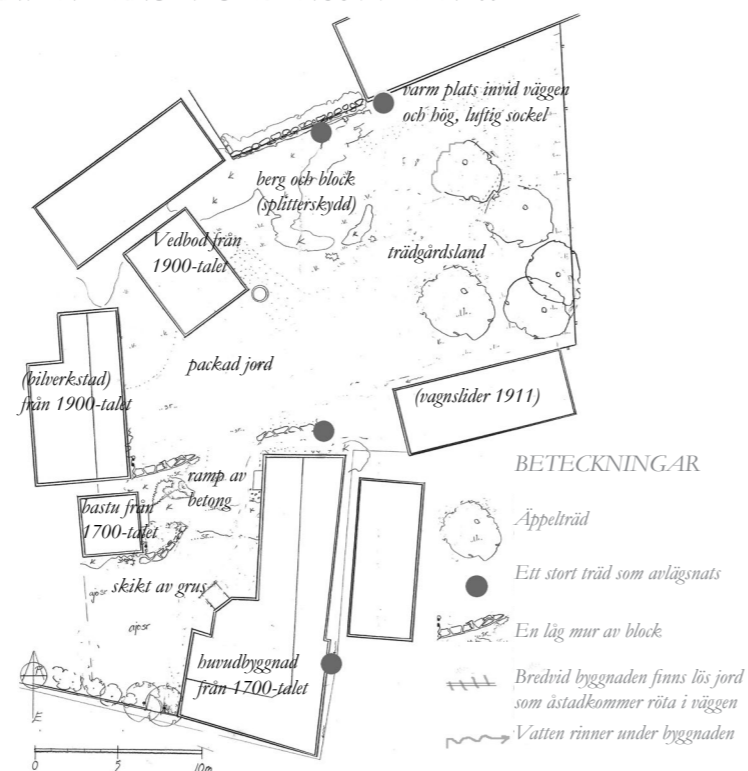 varm plats invid väggen
och hög, luftig sockel
berg och block
(splitterskydd)
Vedbod från
1900-talet
trädgårdsland
packad jord
(bilverkstad)
från 1900-talet
(vagnslider 1911)
ramp av
betong
bastu från
1700-talet
skikt av grus
huvudbyggnad
från 1700-talet
E
0 5 10m
BETECKNINGAR
Äppelträd
Ett stort träd som avlägsnats
En låg mur av block
Bredvid byggnaden finns lös jord
som åstadkommer röta i väggen
Vatten rinner under byggnaden